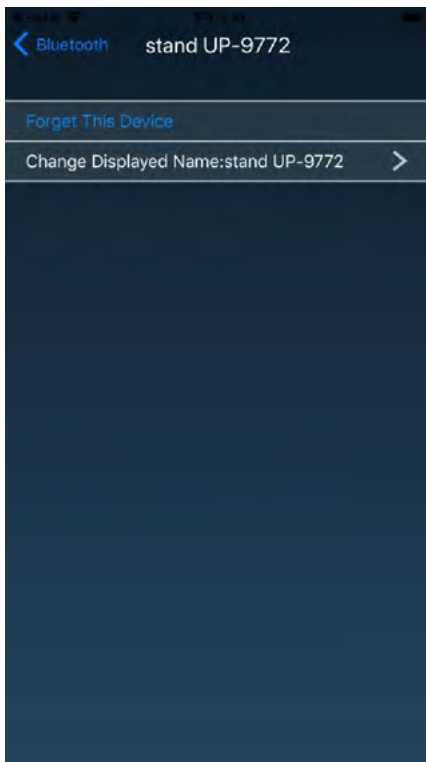 Bluetooth
stand UP-9772
Forget This Device
Change Displayed Name:stand UP-9772